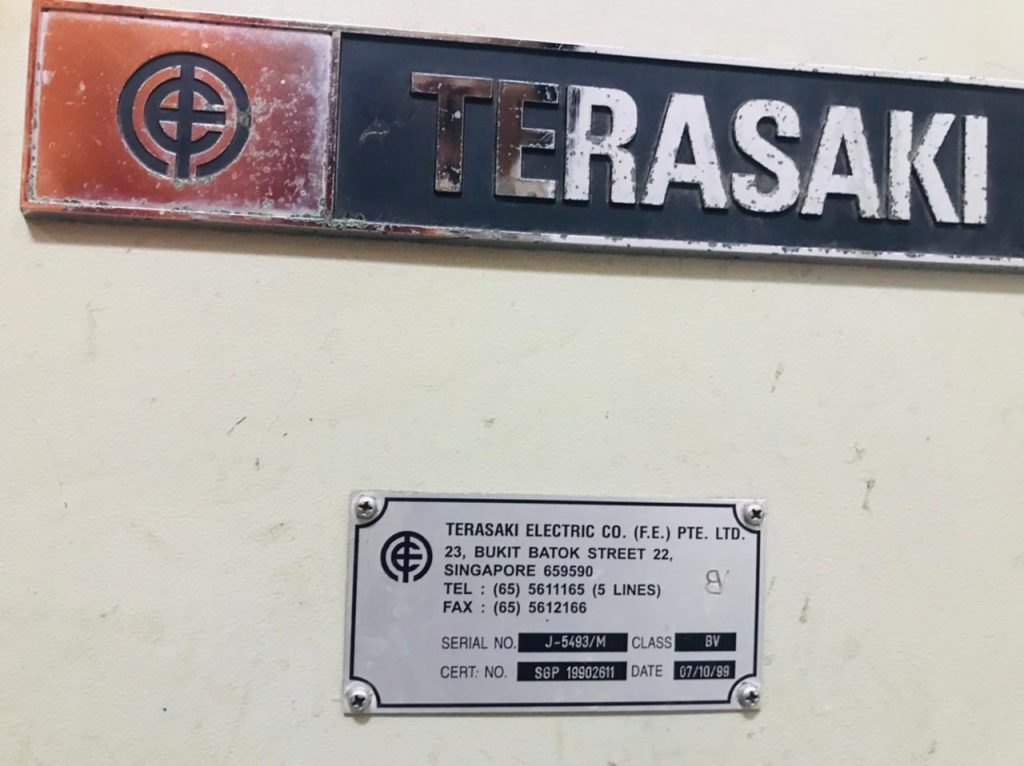 TERASAKI
TERASAKI ELECTRIC CO. (F.E.) PTE. LTD.
23, BUKIT BATOK STREET 22,
SINGAPORE 659590
TEL : (65) 5611165 (5 LINES)
FAX : (65) 5612166
SERIAL NO. J-5493/M CLASS BV
CERT. NO. SGP 19902611 DATE 07/10/99